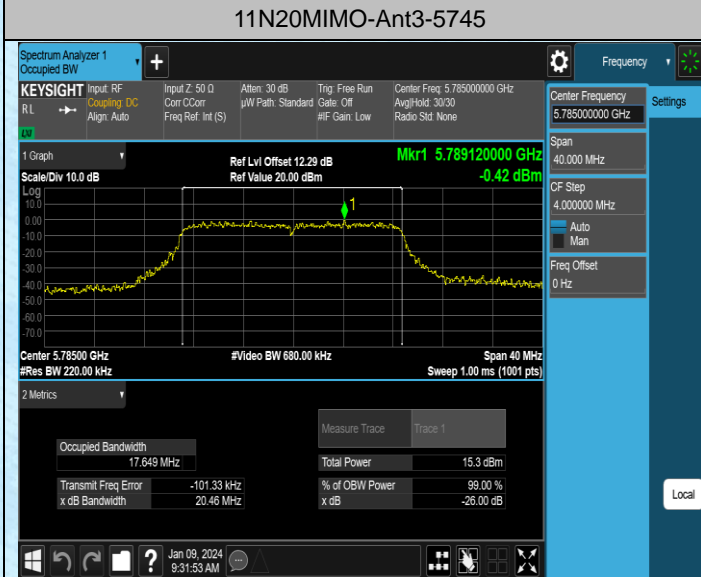 11N20MIMO-Ant3-5745
Spectrum Analyzer 1
Occupied BW
+
Frequency
KEYSIGHT
RL
LXI
Input: RF
Coupling: DC
Align: Auto
Input Z: 50 Ω
Corr CCorr
Freq Ref: Int (S)
Atten: 30 dB
µW Path: Standard
Trig: Free Run
Gate: Off
#IF Gain: Low
Center Freq: 5.785000000 GHz
Avg|Hold: 30/30
Radio Std: None
Center Frequency
5.785000000 GHz
Settings
Span
40.000 MHz
CF Step
4.000000 MHz
Auto
Man
Freq Offset
0 Hz
1 Graph
Ref Lvl Offset 12.29 dB
Mkr1 5.789120000 GHz
Scale/Div 10.0 dB
Ref Value 20.00 dBm
-0.42 dBm
Log
10.0
0.00
-10.0
-20.0
-30.0
-40.0
-50.0
-60.0
-70.0
1
Center 5.78500 GHz
#Video BW 680.00 kHz
Span 40 MHz
#Res BW 220.00 kHz
Sweep 1.00 ms (1001 pts)
2 Metrics
Measure Trace
Trace 1
Occupied Bandwidth
17.649 MHz
Total Power
15.3 dBm
Transmit Freq Error
-101.33 kHz
% of OBW Power
99.00 %
x dB Bandwidth
20.46 MHz
x dB
-26.00 dB
Local
?
Jan 09, 2024
9:31:53 AM